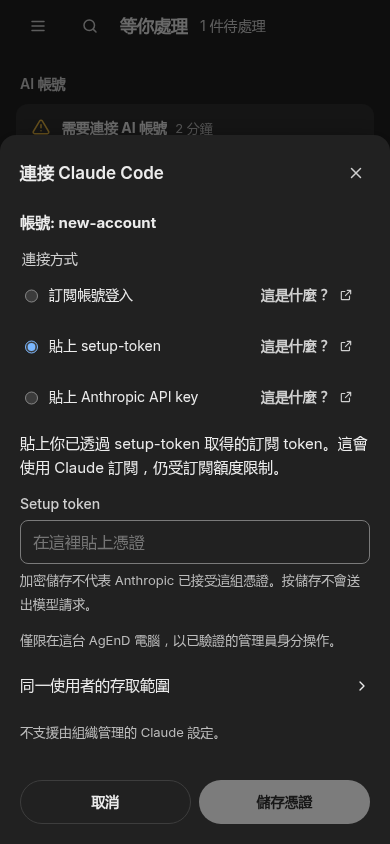 等你處理 1 件待處理
AI 帳號
需要連接 AI 帳號 2 分鐘
連接 Claude Code
帳號: new-account
連接方式
訂閱帳號登入 這是什麼？
貼上 setup-token 這是什麼？
貼上 Anthropic API key 這是什麼？
貼上你已透過 setup-token 取得的訂閱 token。這會
使用 Claude 訂閱，仍受訂閱額度限制。
Setup token
在這裡貼上憑證
加密儲存不代表 Anthropic 已接受這組憑證。按儲存不會送
出模型請求。
僅限在這台 AgEnD 電腦，以已驗證的管理員身分操作。
同一使用者的存取範圍
不支援由組織管理的 Claude 設定。
取消 儲存憑證